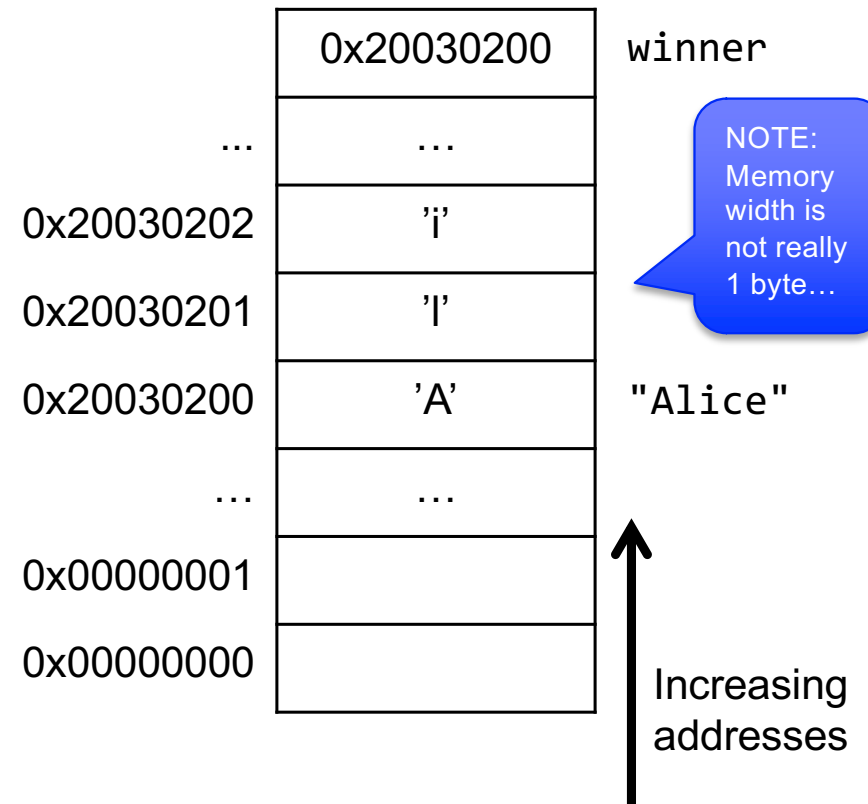 0x20030200 winner
... …
0x20030202 ’i’
0x20030201 ’l’
0x20030200 ’A’ "Alice"
… …
0x00000001
0x00000000
NOTE:
Memory
width is
not really
1 byte…
Increasing
addresses